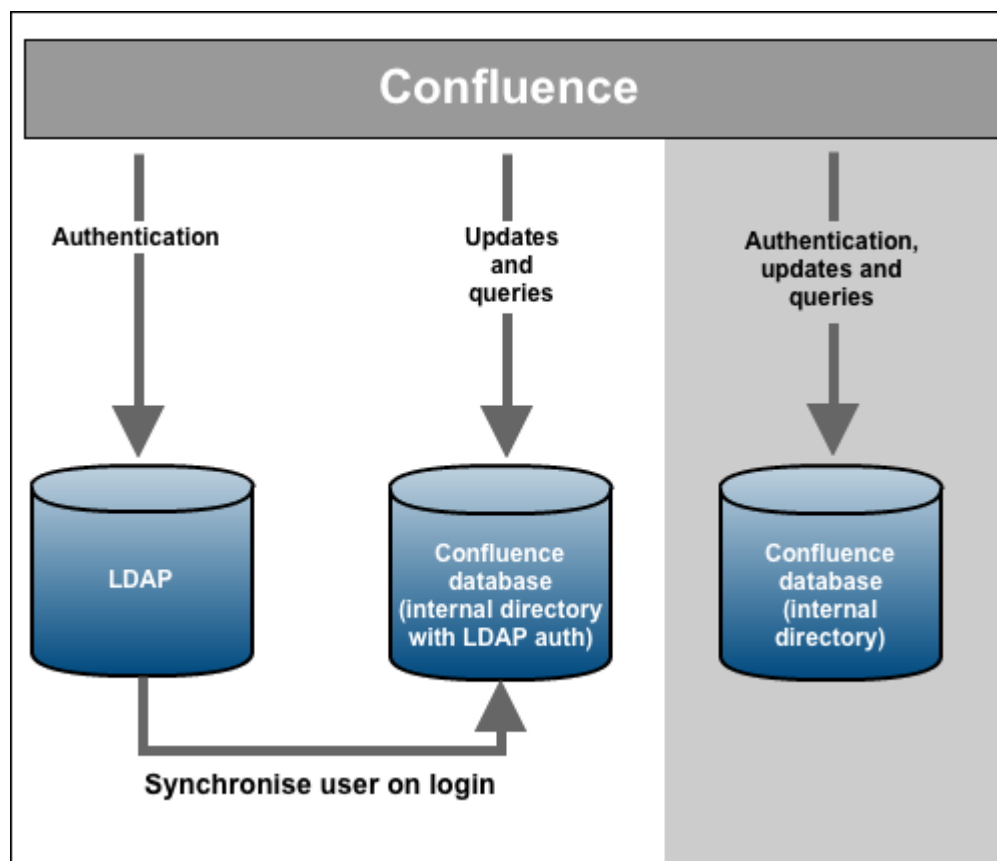 Confluence
Authentication
Updates
and
queries
Authentication,
updates and
queries
LDAP
Confluence
database
(internal directory
with LDAP auth)
Confluence
database
(internal
directory)
Synchronise user on login